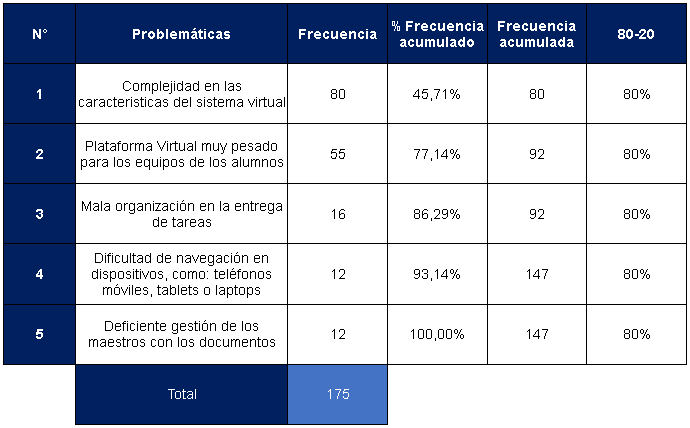 N° Problemáticas Frecuencia % Frecuencia acumulado Frecuencia acumulada 80-20
1 Complejidad en las caracteristicas del sistema virtual 80 45,71% 80 80%
2 Plataforma Virtual muy pesado para los equipos de los alumnos 55 77,14% 92 80%
3 Mala organización en la entrega de tareas 16 86,29% 92 80%
4 Dificultad de navegación en dispositivos, como: teléfonos móviles, tablets o laptops 12 93,14% 147 80%
5 Deficiente gestión de los maestros con los documentos 12 100,00% 147 80%
Total 175